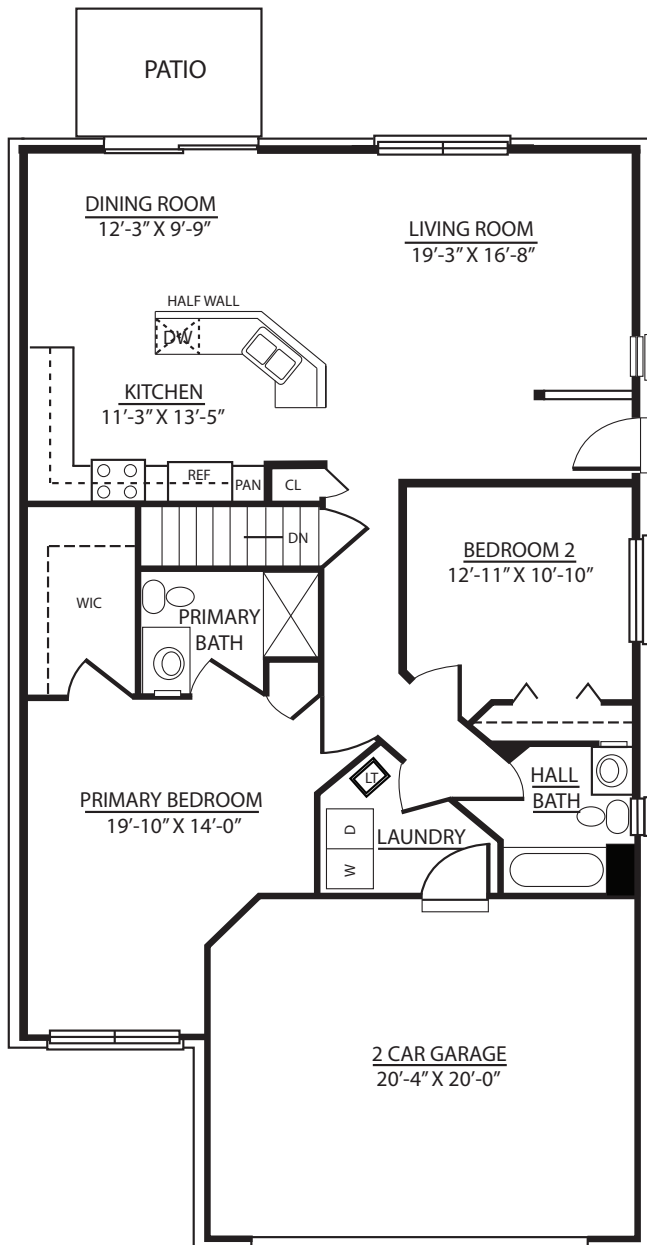 PATIO
DINING ROOM
12'-3" X 9'-9"
LIVING ROOM
19'-3" X 16'-8"
HALF WALL
DW
KITCHEN
11'-3" X 13'-5"
REF
PAN
CL
DN
BEDROOM 2
12'-11" X 10'-10"
WIC
PRIMARY
BATH
PRIMARY BEDROOM
19'-10" X 14'-0"
LT
HALL
BATH
D
LAUNDRY
W
2 CAR GARAGE
20'-4" X 20'-0"